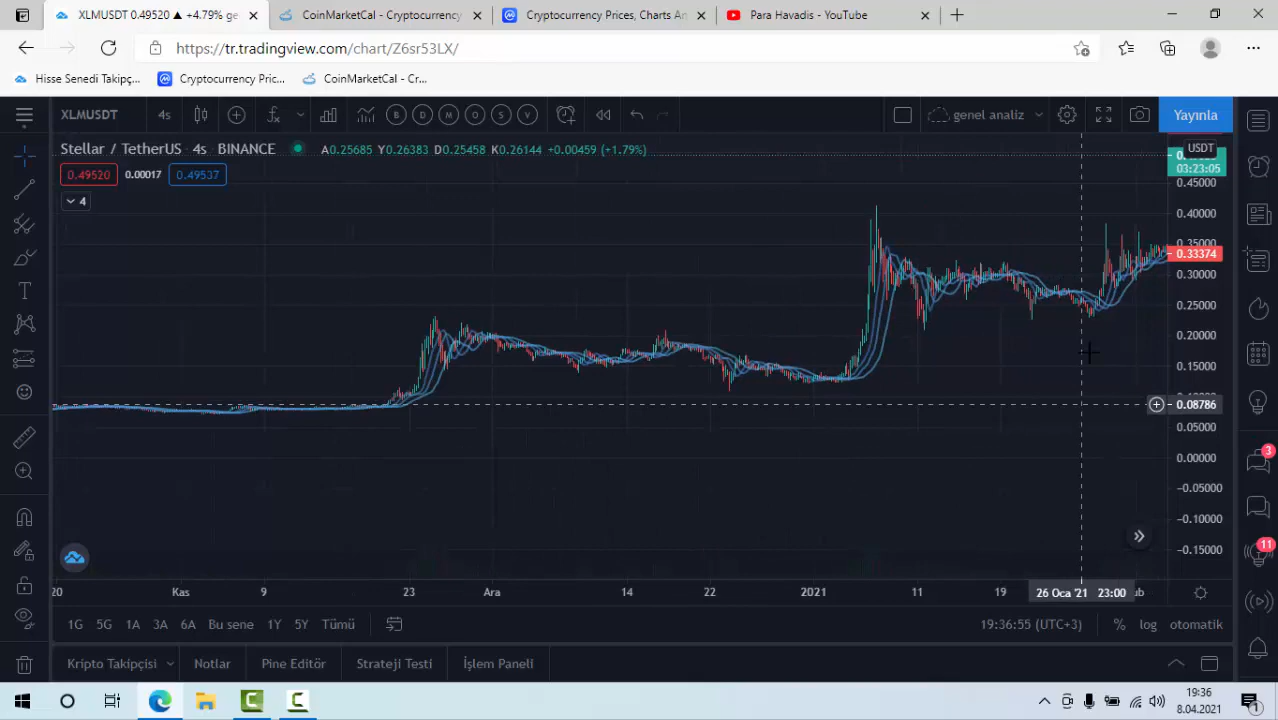 XLMUSDT 0.49520 ▲ +4.79% ge
CoinMarketCal - Cryptocurrency
Cryptocurrency Prices, Charts An
Para Havadis - YouTube
https://tr.tradingview.com/chart/Z6sr53LX/
Hisse Senedi Takipç...
Cryptocurrency Pric...
CoinMarketCal - Cr...
XLMUSDT 4s
B D M O S V
genel analiz
Yayınla
Stellar / TetherUS · 4s · BINANCE
A0.25685 Y0.26383 D0.25458 K0.26144 +0.00459 (+1.79%)
USDT
03:23:05
0.49520 0.00017 0.49537
4
0.45000
0.40000
0.35000
0.33374
0.30000
0.25000
0.20000
0.15000
0.08786
0.05000
0.00000
−0.05000
−0.10000
−0.15000
20 Kas 9 23 Ara 14 22 2021 11 19 26 Oca '21 23:00 ub
1G 5G 1A 3A 6A Bu sene 1Y 5Y Tümü
19:36:55 (UTC+3) % log otomatik
Kripto Takipçisi Notlar Pine Editör Strateji Testi İşlem Paneli
3
11
19:36
8.04.2021
1